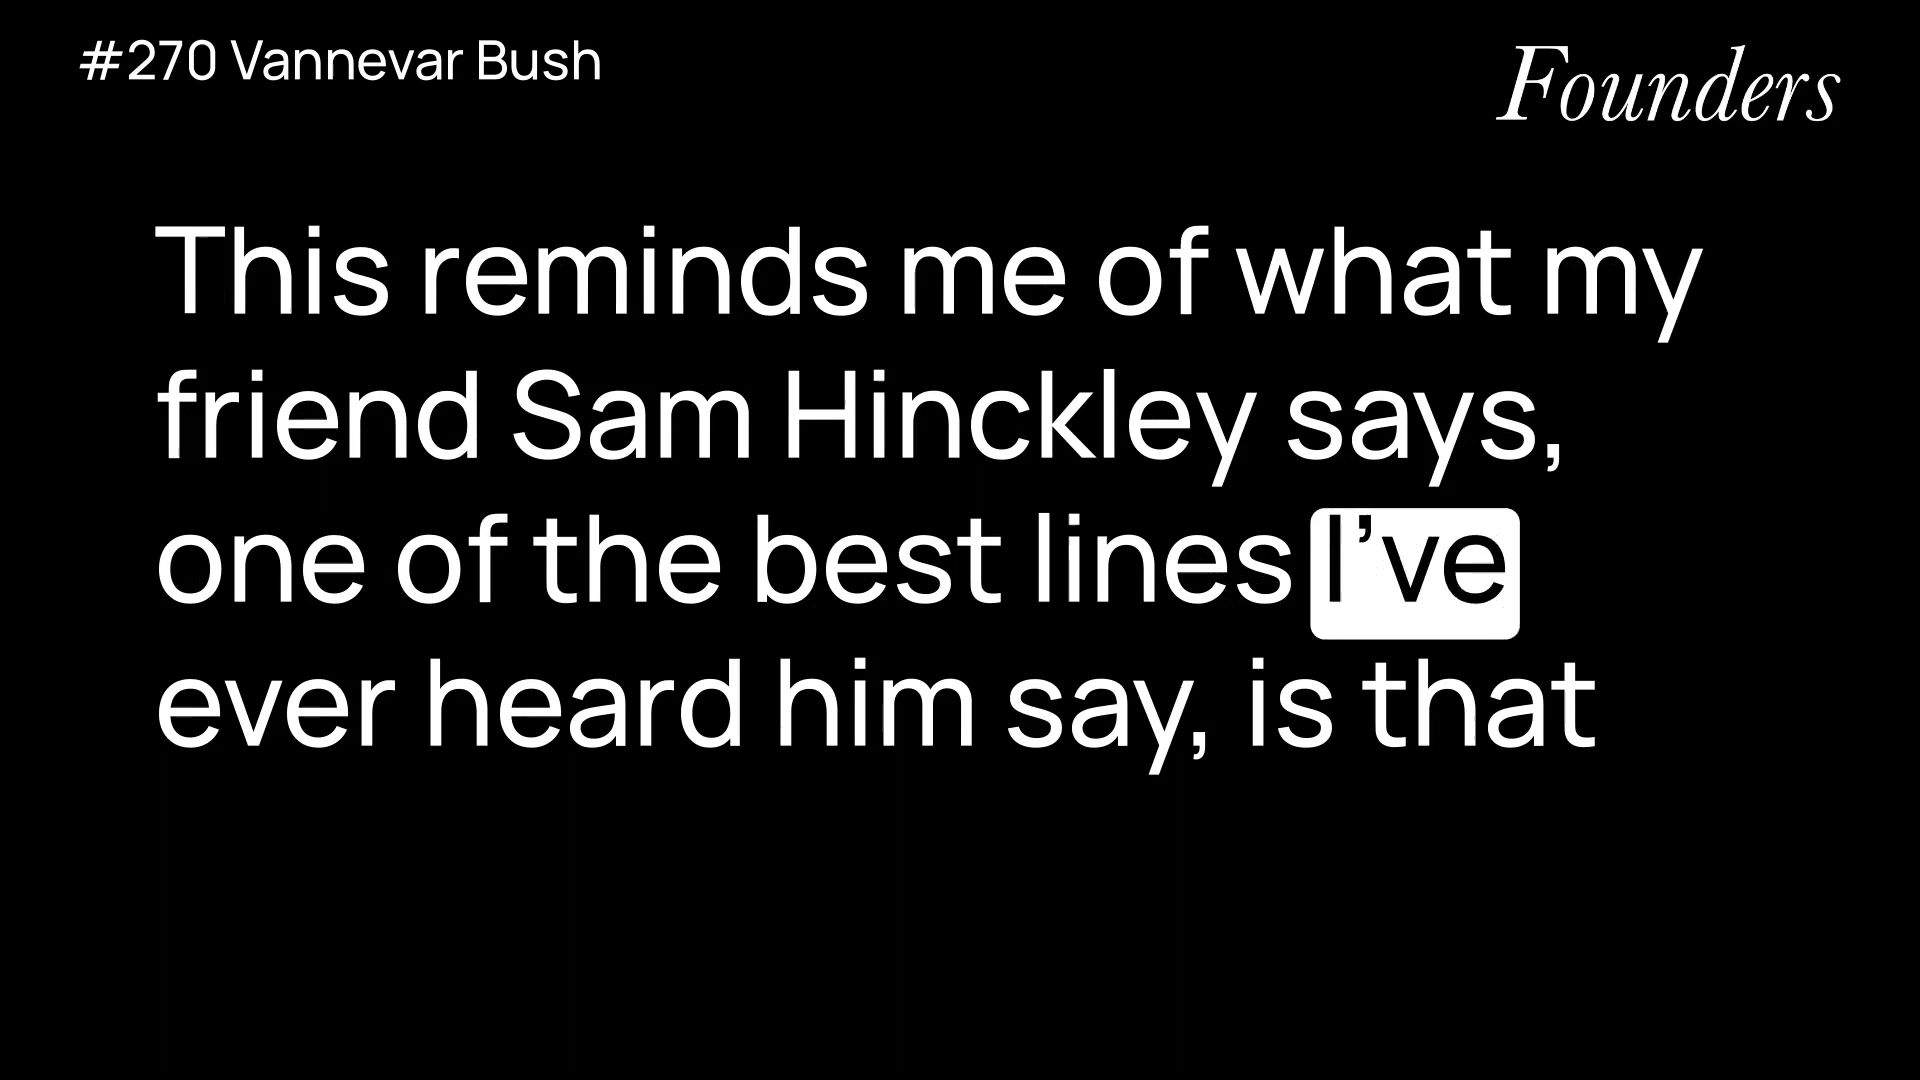 #270 Vannevar Bush
Founders
This reminds me of what my
friend Sam Hinckley says,
one of the best lines I’ve
ever heard him say, is that